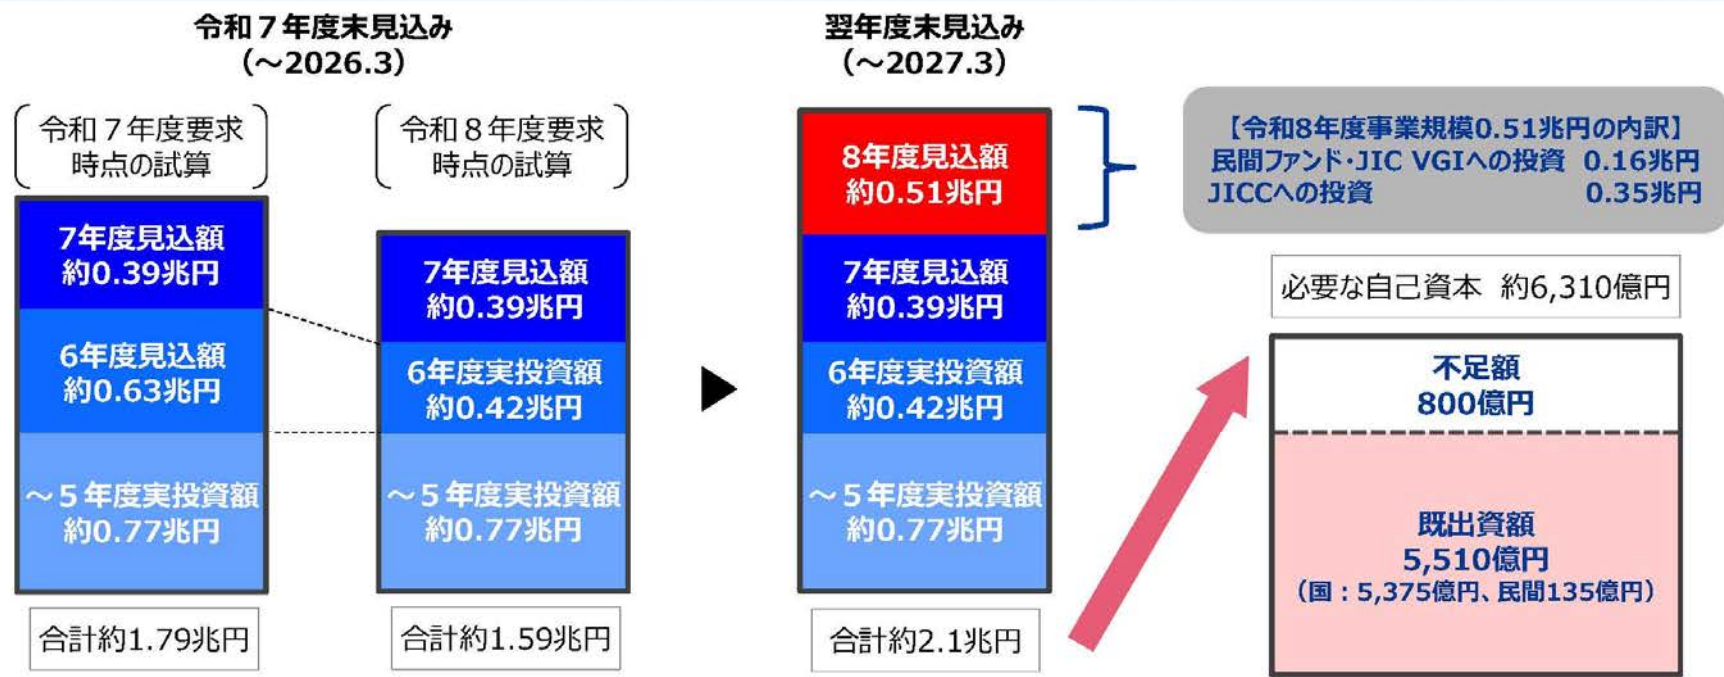 令和７年度末見込み
（～2026.3）
令和７年度要求
時点の試算
7年度見込額
約0.39兆円
6年度見込額
約0.63兆円
～５年度実投資額
約0.77兆円
合計約1.79兆円
令和８年度要求
時点の試算
7年度見込額
約0.39兆円
6年度実投資額
約0.42兆円
～５年度実投資額
約0.77兆円
合計約1.59兆円
翌年度末見込み
（～2027.3）
8年度見込額
約0.51兆円
7年度見込額
約0.39兆円
6年度実投資額
約0.42兆円
～５年度実投資額
約0.77兆円
合計約2.1兆円
【令和8年度事業規模0.51兆円の内訳】
民間ファンド・JIC VGIへの投資 0.16兆円
JICCへの投資 0.35兆円
必要な自己資本 約6,310億円
不足額
800億円
既出資額
5,510億円
（国：5,375億円、民間135億円）